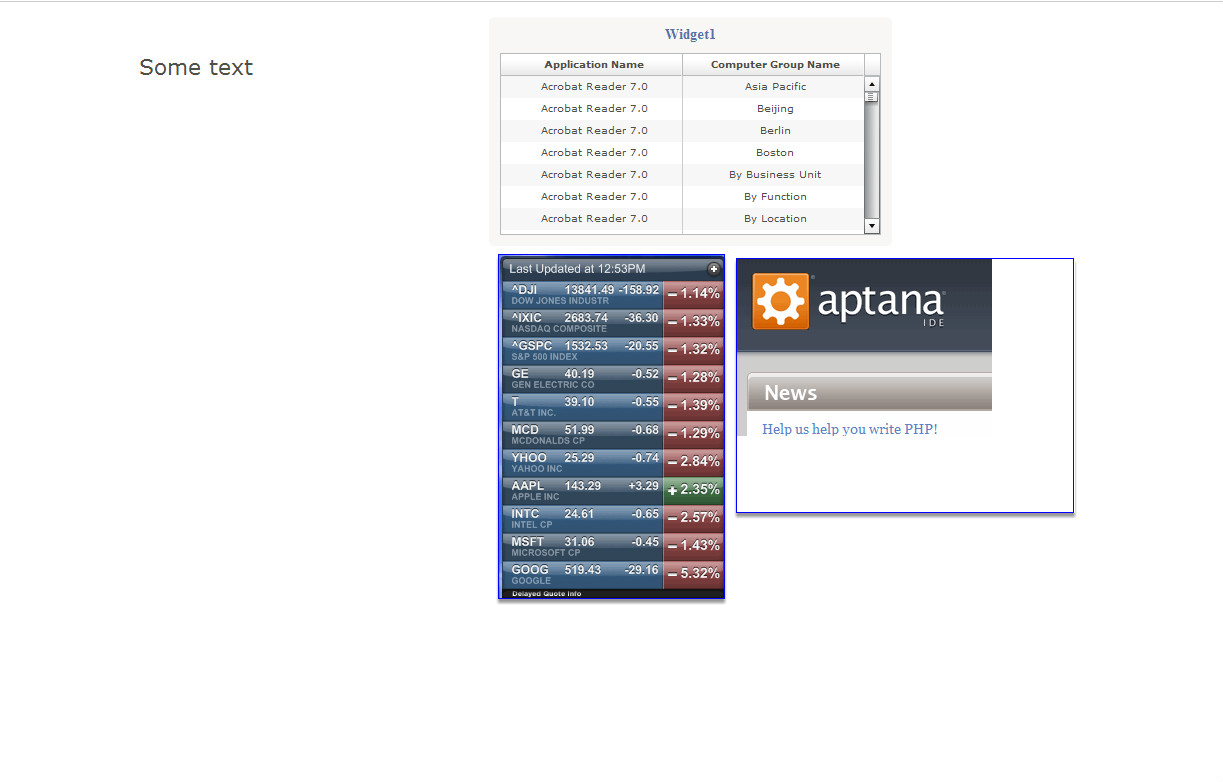 Some text
Widget1
Application Name Computer Group Name
Acrobat Reader 7.0 Asia Pacific
Acrobat Reader 7.0 Beijing
Acrobat Reader 7.0 Berlin
Acrobat Reader 7.0 Boston
Acrobat Reader 7.0 By Business Unit
Acrobat Reader 7.0 By Function
Acrobat Reader 7.0 By Location
Last Updated at 12:53PM
^DJI 13841.49 -158.92 – 1.14%
DOW JONES INDUSTR
^IXIC 2683.74 -36.30 – 1.33%
NASDAQ COMPOSITE
^GSPC 1532.53 -20.55 – 1.32%
S&P 500 INDEX
GE 40.19 -0.52 – 1.28%
GEN ELECTRIC CO
T 39.10 -0.55 – 1.39%
AT&T INC.
MCD 51.99 -0.68 – 1.29%
MCDONALDS CP
YHOO 25.29 -0.74 – 2.84%
YAHOO INC
AAPL 143.29 +3.29 + 2.35%
APPLE INC
INTC 24.61 -0.65 – 2.57%
INTEL CP
MSFT 31.06 -0.45 – 1.43%
MICROSOFT CP
GOOG 519.43 -29.16 – 5.32%
GOOGLE
Delayed Quote Info
aptana
IDE
News
Help us help you write PHP!